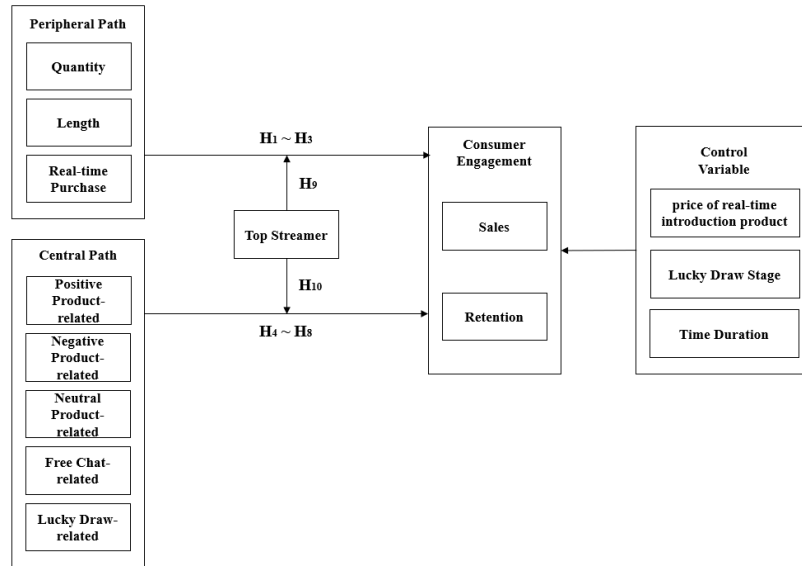 Peripheral Path
Quantity
Length
Real-time
Purchase
Central Path
Positive
Product-
related
Negative
Product-
related
Neutral
Product-
related
Free Chat-
related
Lucky Draw-
related
H1 ~ H3
H9
Top Streamer
H10
H4 ~ H8
Consumer
Engagement
Sales
Retention
Control
Variable
price of real-time
introduction product
Lucky Draw Stage
Time Duration